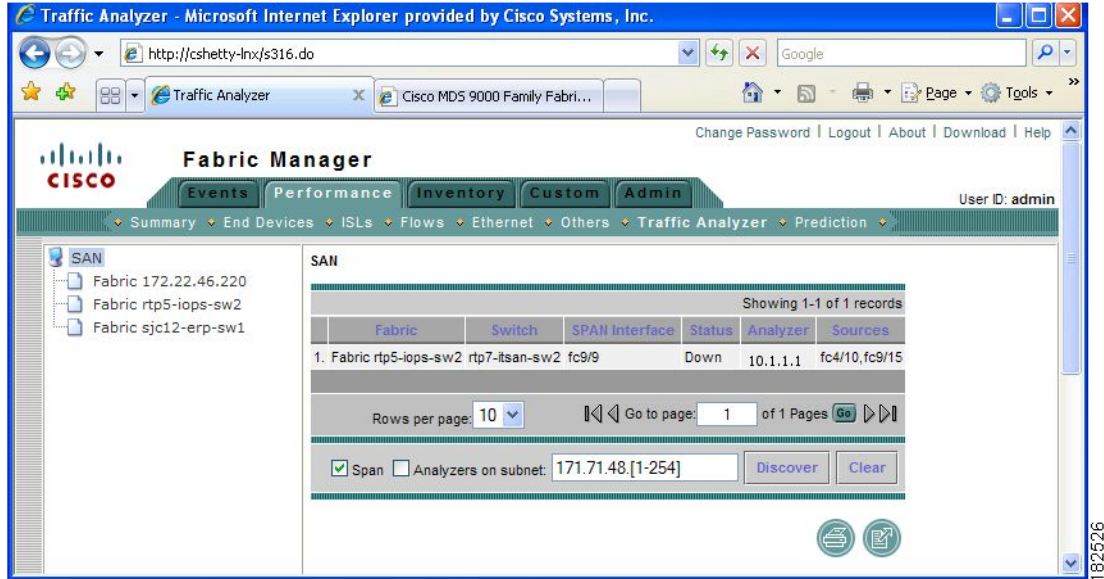 Traffic Analyzer - Microsoft Internet Explorer provided by Cisco Systems, Inc.
http://cshetty-lnx/s316.do
Google
Traffic Analyzer
Cisco MDS 9000 Family Fabri...
Page
Tools
»
Change Password | Logout | About | Download | Help
CISCO
Fabric Manager
Events
Performance
Inventory
Custom
Admin
User ID: admin
Summary
End Devices
ISLs
Flows
Ethernet
Others
Traffic Analyzer
Prediction
SAN
Fabric 172.22.46.220
Fabric rtp5-iops-sw2
Fabric sjc12-erp-sw1
SAN
Showing 1-1 of 1 records
Fabric Switch SPAN Interface Status Analyzer Sources
1. Fabric rtp5-iops-sw2 rtp7-itsan-sw2 fc9/9 Down 10.1.1.1 fc4/10,fc9/15
Rows per page: 10 Go to page: 1 of 1 Pages Go
Span Analyzers on subnet: 171.71.48.[1-254] Discover Clear
182526